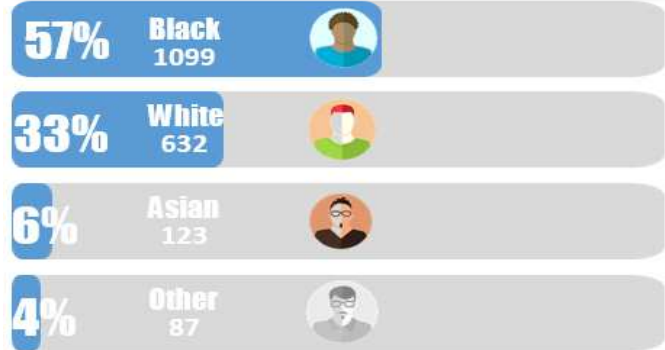 57% Black
1099
33% White
632
6% Asian
123
4% Other
87